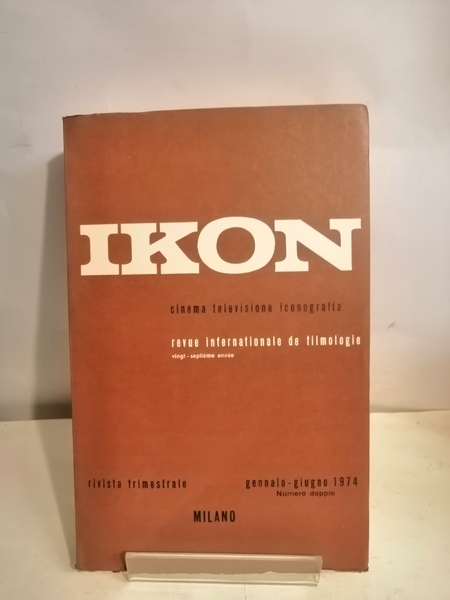 IKON
cinema televisione iconografia
revue internationale de filmologie
vingt-septième année
rivista trimestrale
gennaio-giugno 1974
Numero doppio
MILANO